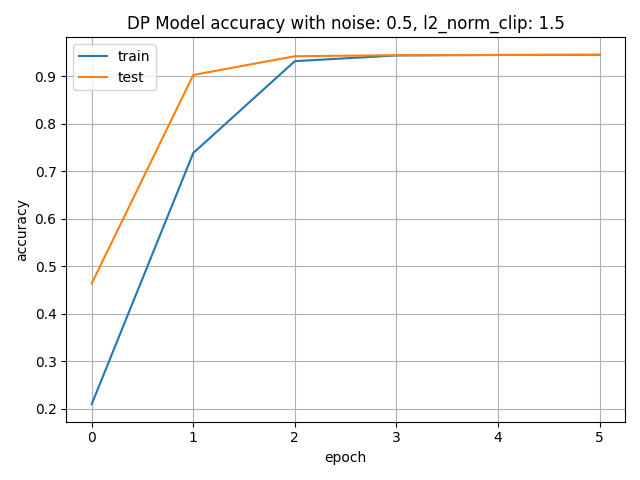 DP Model accuracy with noise: 0.5, l2_norm_clip: 1.5
train
test
accuracy
0.9
0.8
0.7
0.6
0.5
0.4
0.3
0.2
0 1 2 3 4 5
epoch